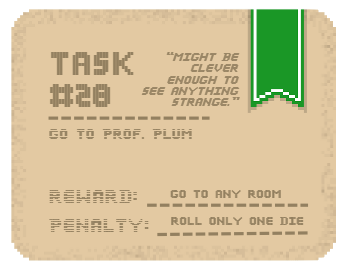 TASK
#20
"MIGHT BE
CLEVER
ENOUGH TO
SEE ANYTHING
STRANGE."
GO TO PROF. PLUM
REWARD: GO TO ANY ROOM
PENALTY: ROLL ONLY ONE DIE